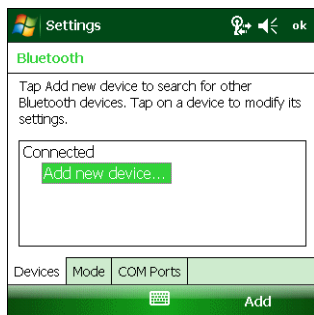 Settings
ok
Bluetooth
Tap Add new device to search for other
Bluetooth devices. Tap on a device to modify its
settings.
Connected
Add new device...
Devices
Mode
COM Ports
Add